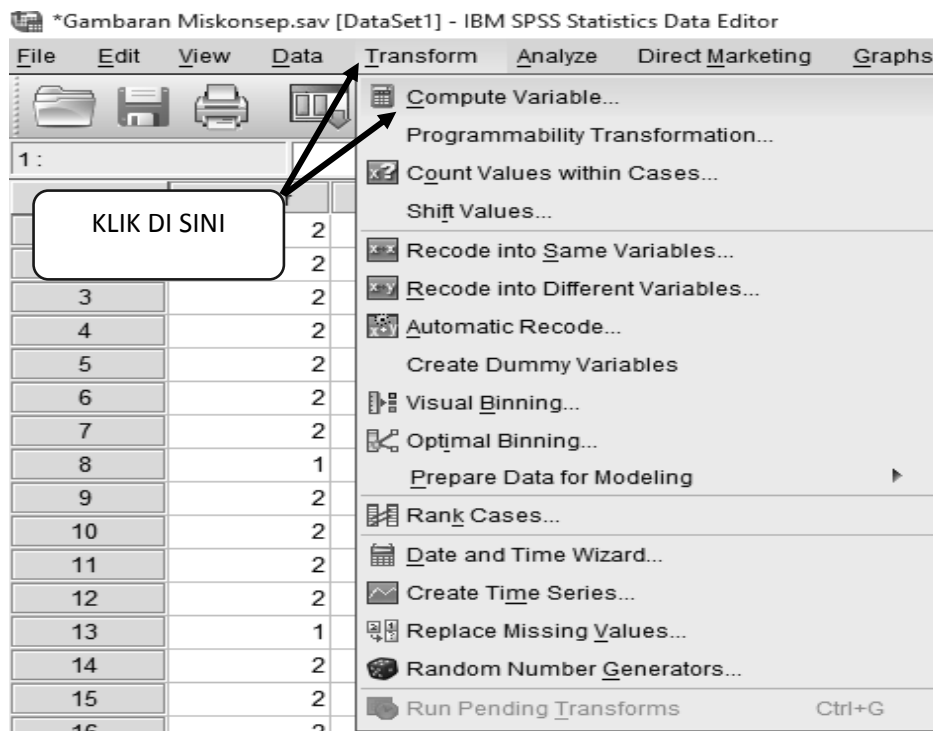 *Gambaran Miskonsep.sav [DataSet1] - IBM SPSS Statistics Data Editor
File Edit View Data Transform Analyze Direct Marketing Graphs
1 :
KLIK DI SINI
Compute Variable...
Programmability Transformation...
Count Values within Cases...
Shift Values...
Recode into Same Variables...
Recode into Different Variables...
Automatic Recode...
Create Dummy Variables
Visual Binning...
Optimal Binning...
Prepare Data for Modeling
Rank Cases...
Date and Time Wizard...
Create Time Series...
Replace Missing Values...
Random Number Generators...
Run Pending Transforms Ctrl+G
2
2
3 2
4 2
5 2
6 2
7 2
8 1
9 2
10 2
11 2
12 2
13 1
14 2
15 2
16 2